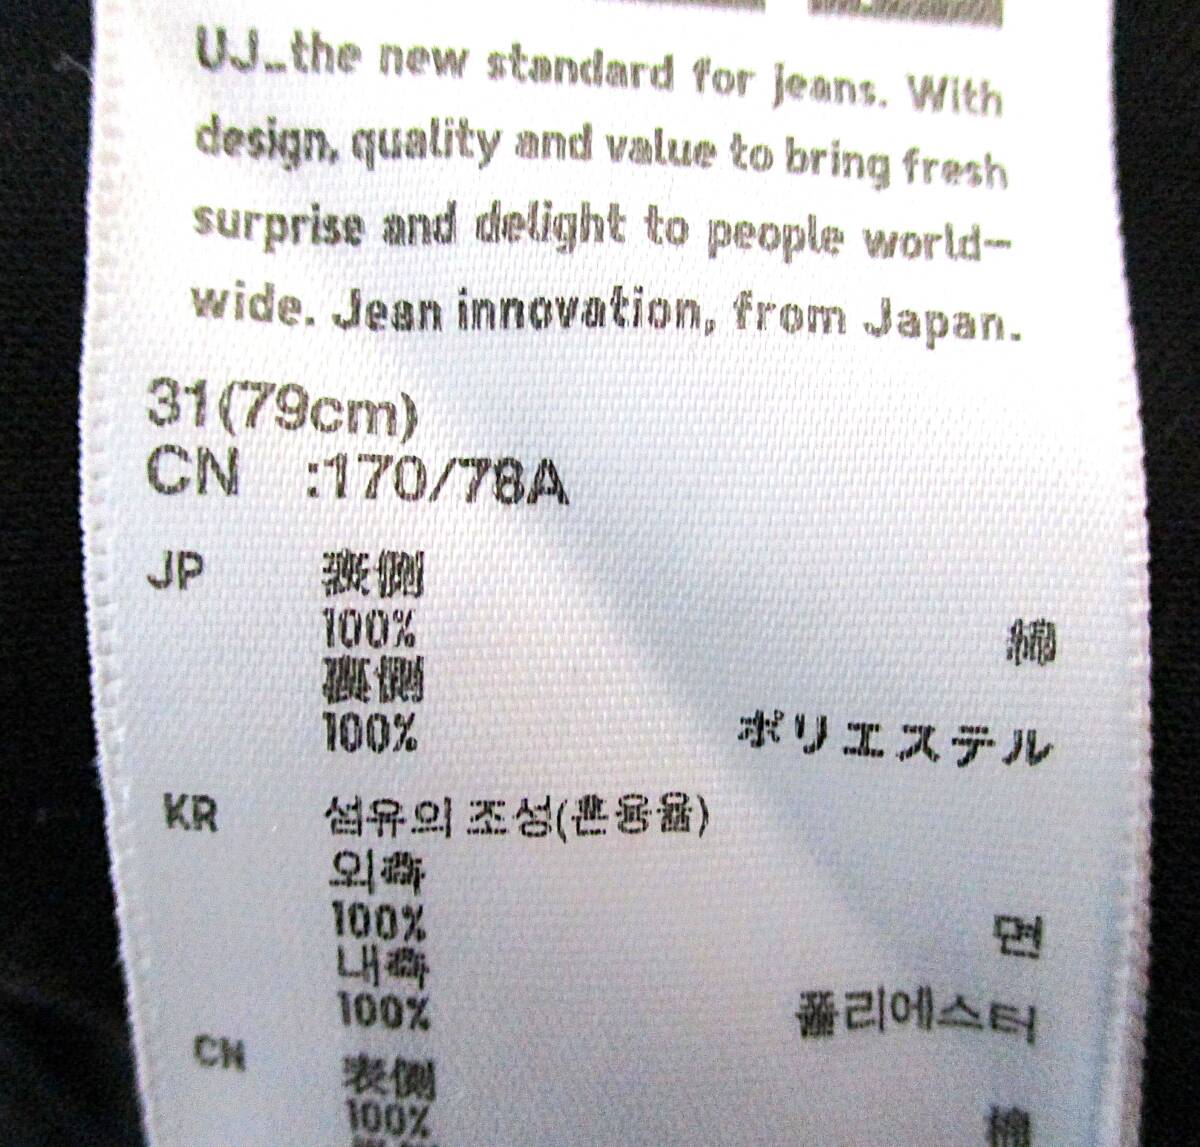 UJ_the new standard for jeans. With
design, quality and value to bring fresh
surprise and delight to people world-
wide. Jean innovation, from Japan.
31(79cm)
CN :170/78A
JP 表側
100% 綿
裏側
100% ポリエステル
KR 섬유의 조성(혼용율)
외측
100% 면
내측
100% 폴리에스터
CN 表側
100% 棉